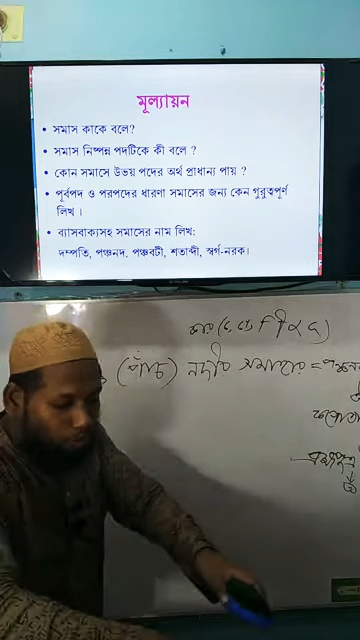 মূল্যায়ন
• সমাস কাকে বলে?
• সমাস নিষ্পন্ন পদটিকে কী বলে ?
• কোন সমাসে উভয় পদের অর্থ প্রাধান্য পায় ?
• পূর্বপদ ও পরপদের ধারণা সমাসের জন্য কেন গুরুত্বপূর্ণ
লিখ ।
• ব্যাসবাক্যসহ সমাসের নাম লিখ:
দম্পতি, পঞ্চনদ, পঞ্চবটী, শতাব্দী, স্বর্গ-নরক।
(পাঁচ) নদীর সমাহার =